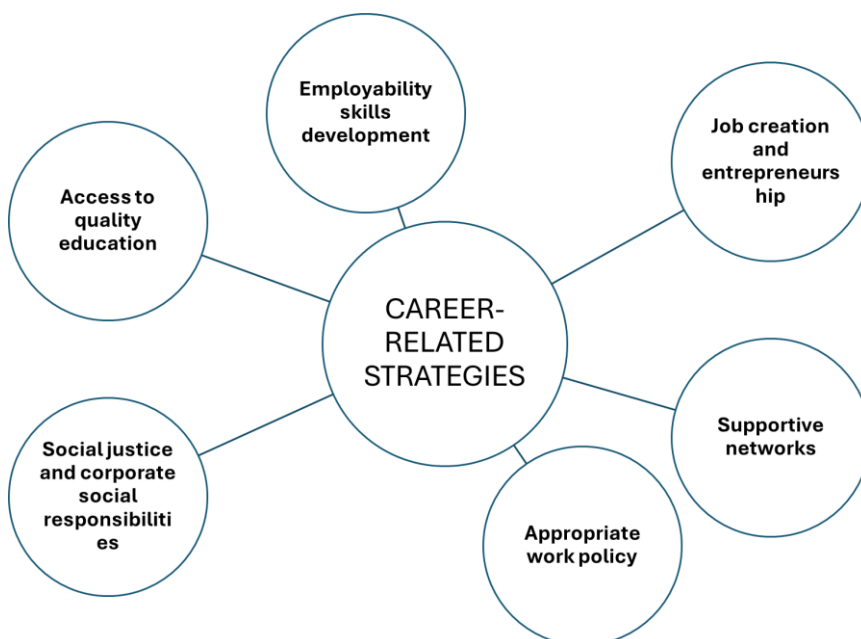 Employability
skills
development
Job creation
and
entrepreneurs
hip
Access to
quality
education
CAREER-
RELATED
STRATEGIES
Supportive
networks
Social justice
and corporate
social
responsibiliti
es
Appropriate
work policy